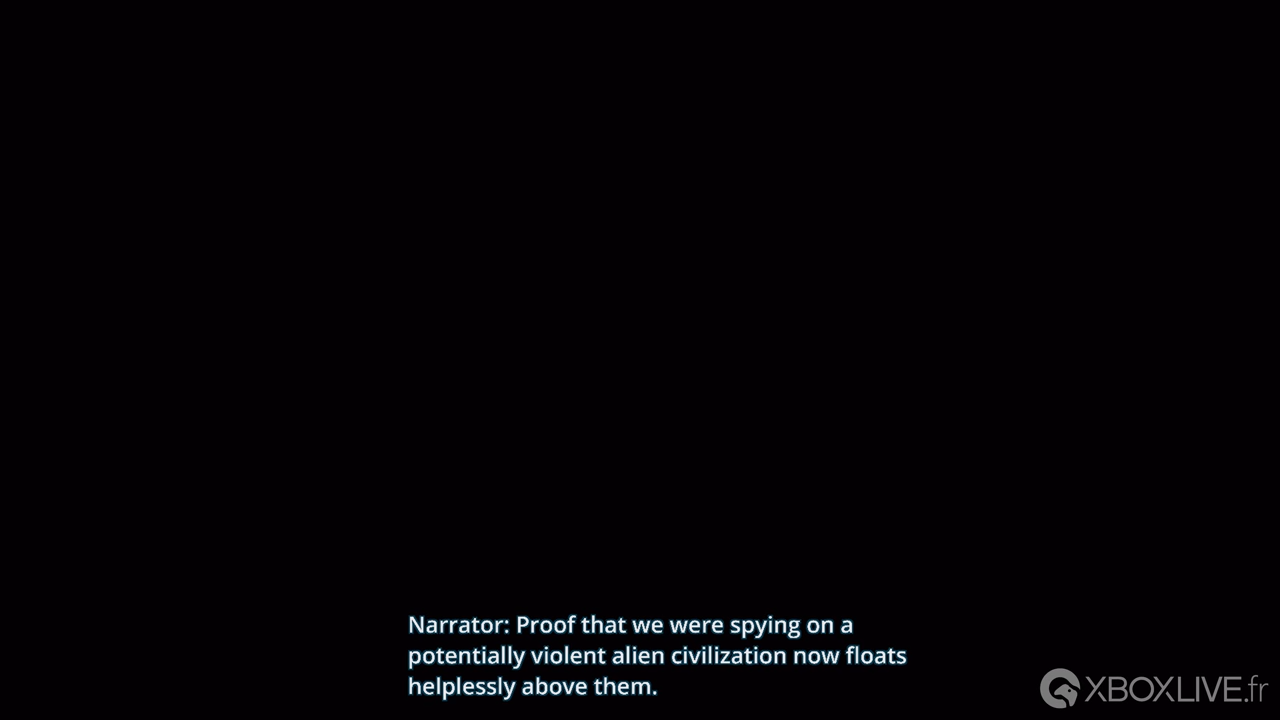 Narrator: Proof that we were spying on a
potentially violent alien civilization now floats
helplessly above them.
XBOXLIVE.fr